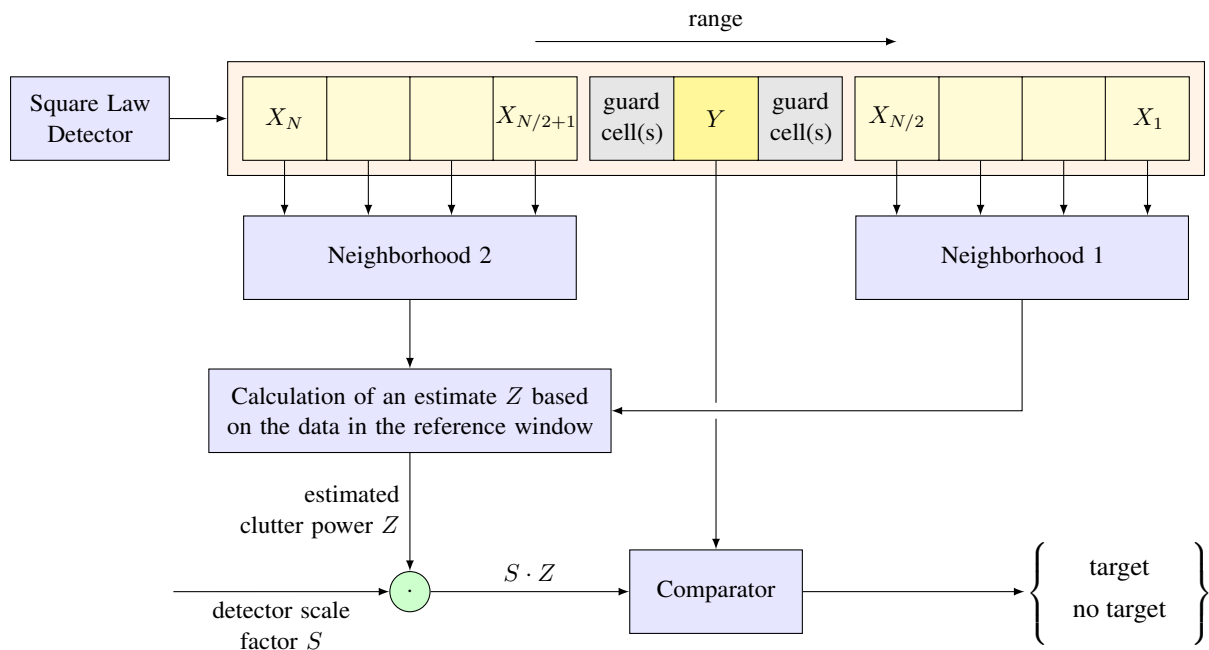 range
Square Law
Detector
X_N
X_{N/2+1}
guard
cell(s)
Y
guard
cell(s)
X_{N/2}
X_1
Neighborhood 2
Neighborhood 1
Calculation of an estimate Z based
on the data in the reference window
estimated
clutter power Z
·
S · Z
detector scale
factor S
Comparator
target
no target